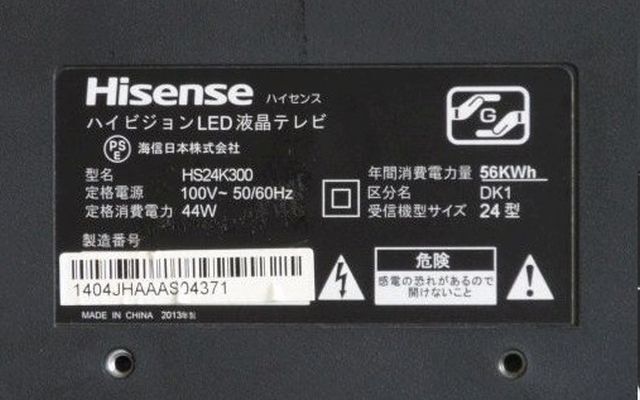 Hisense ハイセンス
ハイビジョンLED液晶テレビ
PS
E
海信日本株式会社
G
型名 HS24K300
定格電源 100V~ 50/60Hz
定格消費電力 44W
年間消費電力量 56KWh
区分名 DK1
受信機型サイズ 24型
製造番号
1404JHAAAS04371
危険
感電の恐れがあるので
開けないこと
MADE IN CHINA 2013年製